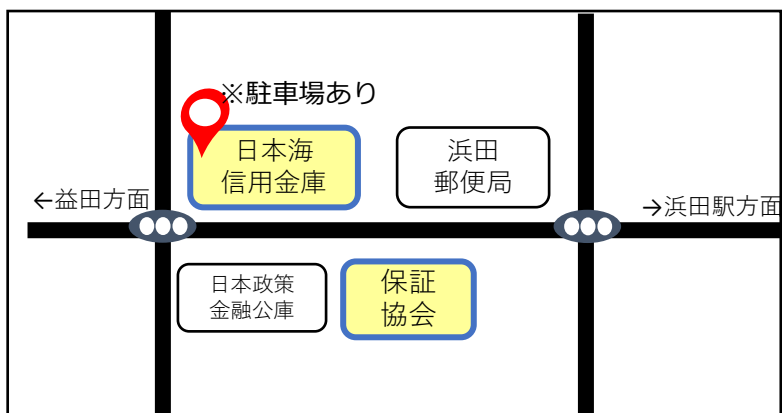 ※駐車場あり
日本海
信用金庫
浜田
郵便局
←益田方面
→浜田駅方面
日本政策
金融公庫
保証
協会